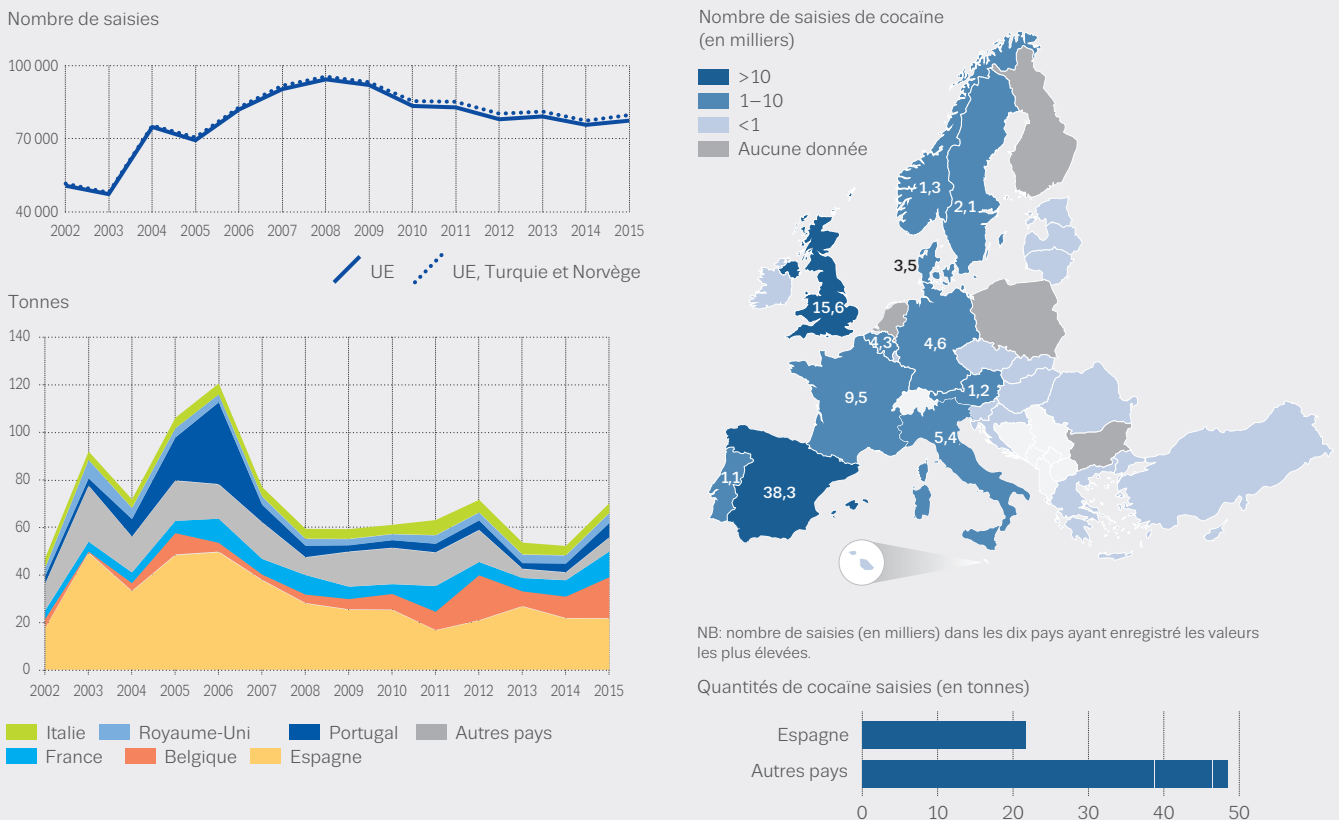 Nombre de saisies
100 000
70 000
40 000
2002 2003 2004 2005 2006 2007 2008 2009 2010 2011 2012 2013 2014 2015
UE
UE, Turquie et Norvège
Tonnes
140
120
100
80
60
40
20
0
2002 2003 2004 2005 2006 2007 2008 2009 2010 2011 2012 2013 2014 2015
Italie Royaume-Uni Portugal Autres pays
France Belgique Espagne
Nombre de saisies de cocaïne
(en milliers)
>10
1–10
<1
Aucune donnée
1,3
2,1
3,5
15,6
4,3
4,6
9,5
1,2
5,4
1,1
38,3
NB: nombre de saisies (en milliers) dans les dix pays ayant enregistré les valeurs
les plus élevées.
Quantités de cocaïne saisies (en tonnes)
Espagne
Autres pays
0 10 20 30 40 50